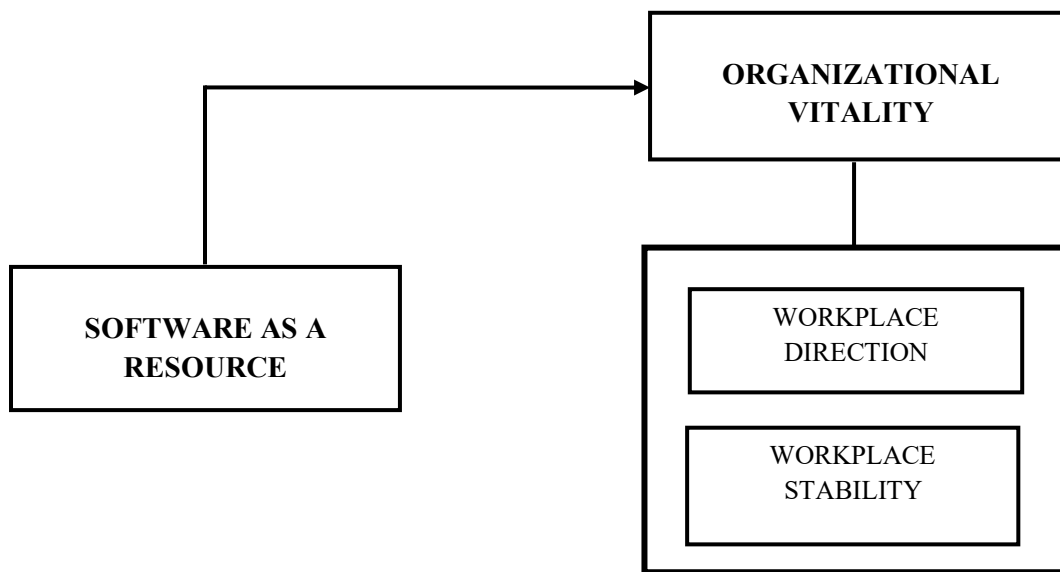 ORGANIZATIONAL
VITALITY
SOFTWARE AS A
RESOURCE
WORKPLACE
DIRECTION
WORKPLACE
STABILITY